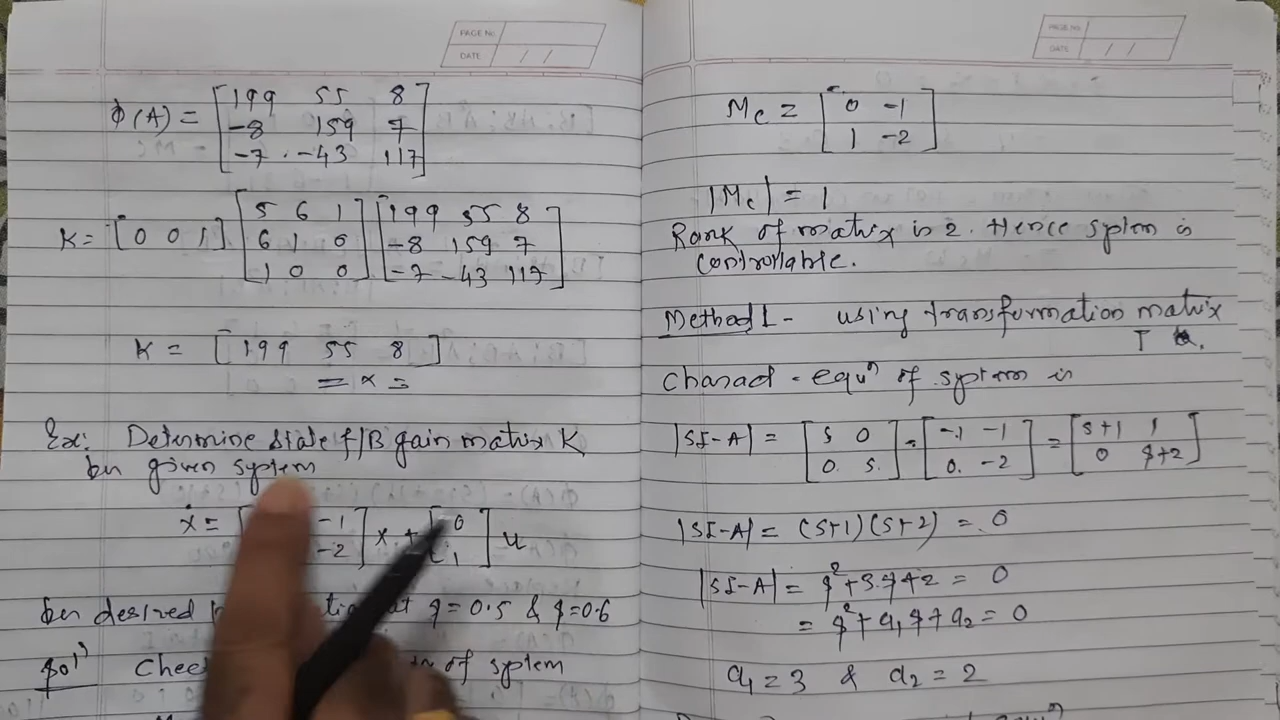 PAGE No.
DATE / /
φ(A) = [199 55 8
-8 159 7
-7 -43 117]
K = [0 0 1] [5 6 1 [199 55 8
6 1 0 -8 159 7
1 0 0] -7 -43 117]
K = [199 55 8]
= x =
Ex: Determine State f/B gain matrix K
for given system
ẋ = [ -1 x + [0 u
-2] 1]
for desired at s = 0.5 & s = 0.6
Solⁿ Check of system
PAGE No.
DATE / /
Mc = [0 -1
1 -2]
|Mc| = 1
Rank of matrix is 2. Hence system is
controllable.
Method 1 - using transformation matrix
T
Charact - equⁿ of system is
|SI-A| = [S 0 - [-1 -1 = [S+1 1
0 S] 0 -2] 0 S+2]
|SI-A| = (S+1)(S+2) = 0
|SI-A| = S²+3S+2 = 0
= S²+a₁S+a₂ = 0
a₁ = 3 & a₂ = 2